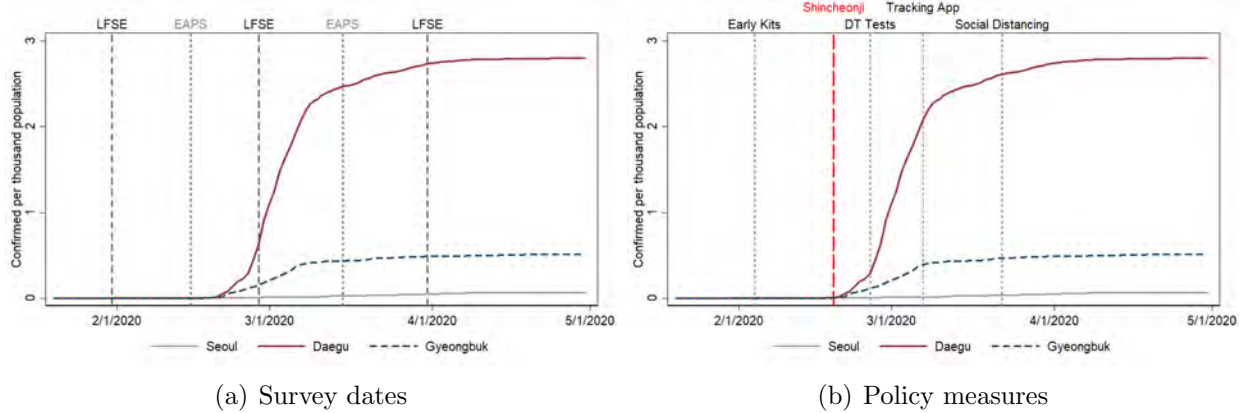 LFSE EAPS LFSE EAPS LFSE
Confirmed per thousand population
3
2
1
0
2/1/2020 3/1/2020 4/1/2020 5/1/2020
Seoul Daegu Gyeongbuk
(a) Survey dates
Shincheonji Tracking App
Early Kits DT Tests Social Distancing
Confirmed per thousand population
3
2
1
0
2/1/2020 3/1/2020 4/1/2020 5/1/2020
Seoul Daegu Gyeongbuk
(b) Policy measures